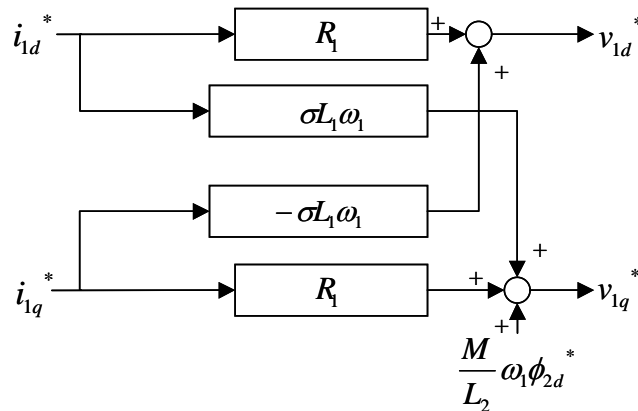 i₁d* R₁ + v₁d*
+
σL₁ω₁
−σL₁ω₁
+
i₁q* R₁ + v₁q*
+
M/L₂ ω₁ϕ₂d*